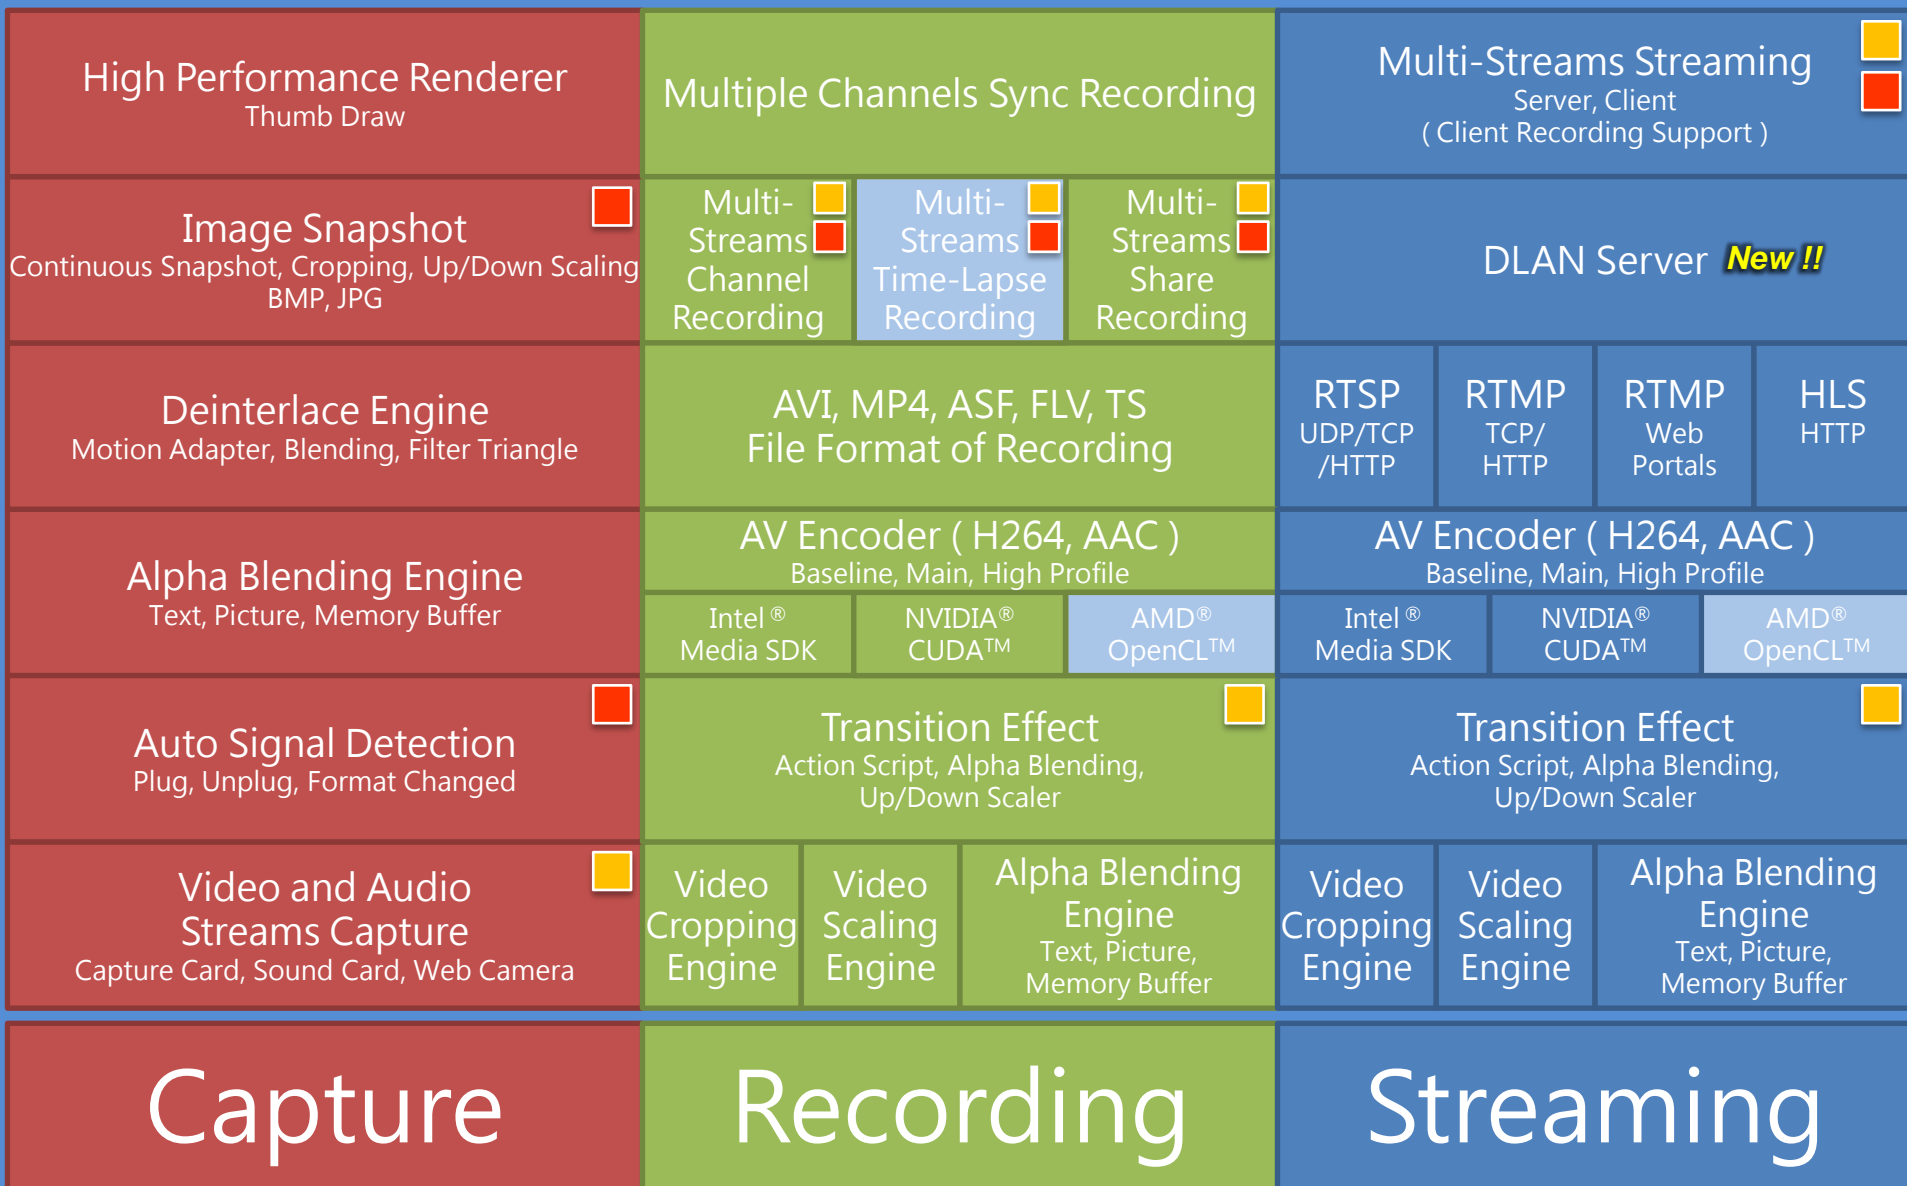 High Performance Renderer
Thumb Draw
Image Snapshot
Continuous Snapshot, Cropping, Up/Down Scaling
BMP, JPG
Deinterlace Engine
Motion Adapter, Blending, Filter Triangle
Alpha Blending Engine
Text, Picture, Memory Buffer
Auto Signal Detection
Plug, Unplug, Format Changed
Video and Audio
Streams Capture
Capture Card, Sound Card, Web Camera
Capture
Multiple Channels Sync Recording
Multi-
Streams
Channel
Recording
Multi-
Streams
Time-Lapse
Recording
Multi-
Streams
Share
Recording
AVI, MP4, ASF, FLV, TS
File Format of Recording
AV Encoder ( H264, AAC )
Baseline, Main, High Profile
Intel ®
Media SDK
NVIDIA®
CUDA™
AMD®
OpenCL™
Transition Effect
Action Script, Alpha Blending,
Up/Down Scaler
Video
Cropping
Engine
Video
Scaling
Engine
Alpha Blending
Engine
Text, Picture,
Memory Buffer
Recording
Multi-Streams Streaming
Server, Client
( Client Recording Support )
DLAN Server New !!
RTSP
UDP/TCP
/HTTP
RTMP
TCP/
HTTP
RTMP
Web
Portals
HLS
HTTP
AV Encoder ( H264, AAC )
Baseline, Main, High Profile
Intel ®
Media SDK
NVIDIA®
CUDA™
AMD®
OpenCL™
Transition Effect
Action Script, Alpha Blending,
Up/Down Scaler
Video
Cropping
Engine
Video
Scaling
Engine
Alpha Blending
Engine
Text, Picture,
Memory Buffer
Streaming